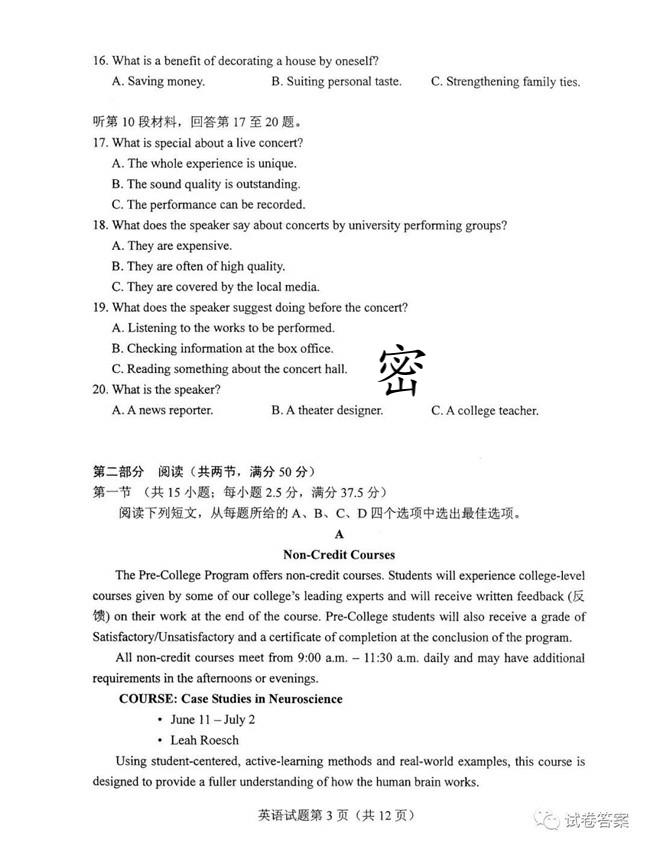 16. What is a benefit of decorating a house by oneself?
A. Saving money. B. Suiting personal taste. C. Strengthening family ties.
听第 10 段材料，回答第 17 至 20 题。
17. What is special about a live concert?
A. The whole experience is unique.
B. The sound quality is outstanding.
C. The performance can be recorded.
18. What does the speaker say about concerts by university performing groups?
A. They are expensive.
B. They are often of high quality.
C. They are covered by the local media.
19. What does the speaker suggest doing before the concert?
A. Listening to the works to be performed.
B. Checking information at the box office.
C. Reading something about the concert hall.
密
20. What is the speaker?
A. A news reporter. B. A theater designer. C. A college teacher.
第二部分 阅读（共两节，满分 50 分）
第一节 （共 15 小题；每小题 2.5 分，满分 37.5 分）
阅读下列短文，从每题所给的 A、B、C、D 四个选项中选出最佳选项。
A
Non-Credit Courses
The Pre-College Program offers non-credit courses. Students will experience college-level
courses given by some of our college's leading experts and will receive written feedback (反
馈) on their work at the end of the course. Pre-College students will also receive a grade of
Satisfactory/Unsatisfactory and a certificate of completion at the conclusion of the program.
All non-credit courses meet from 9:00 a.m. – 11:30 a.m. daily and may have additional
requirements in the afternoons or evenings.
COURSE: Case Studies in Neuroscience
• June 11 – July 2
• Leah Roesch
Using student-centered, active-learning methods and real-world examples, this course is
designed to provide a fuller understanding of how the human brain works.
英语试题第 3 页（共 12 页）
试卷答案